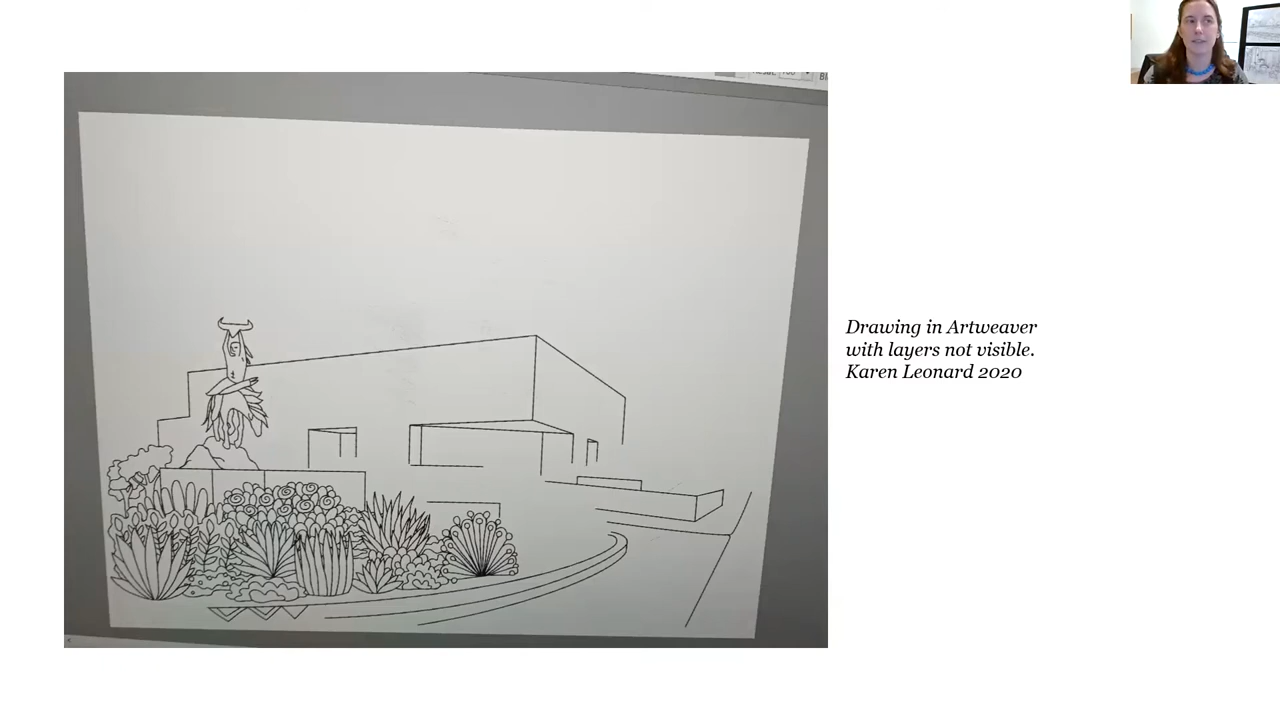 Drawing in Artweaver
with layers not visible.
Karen Leonard 2020